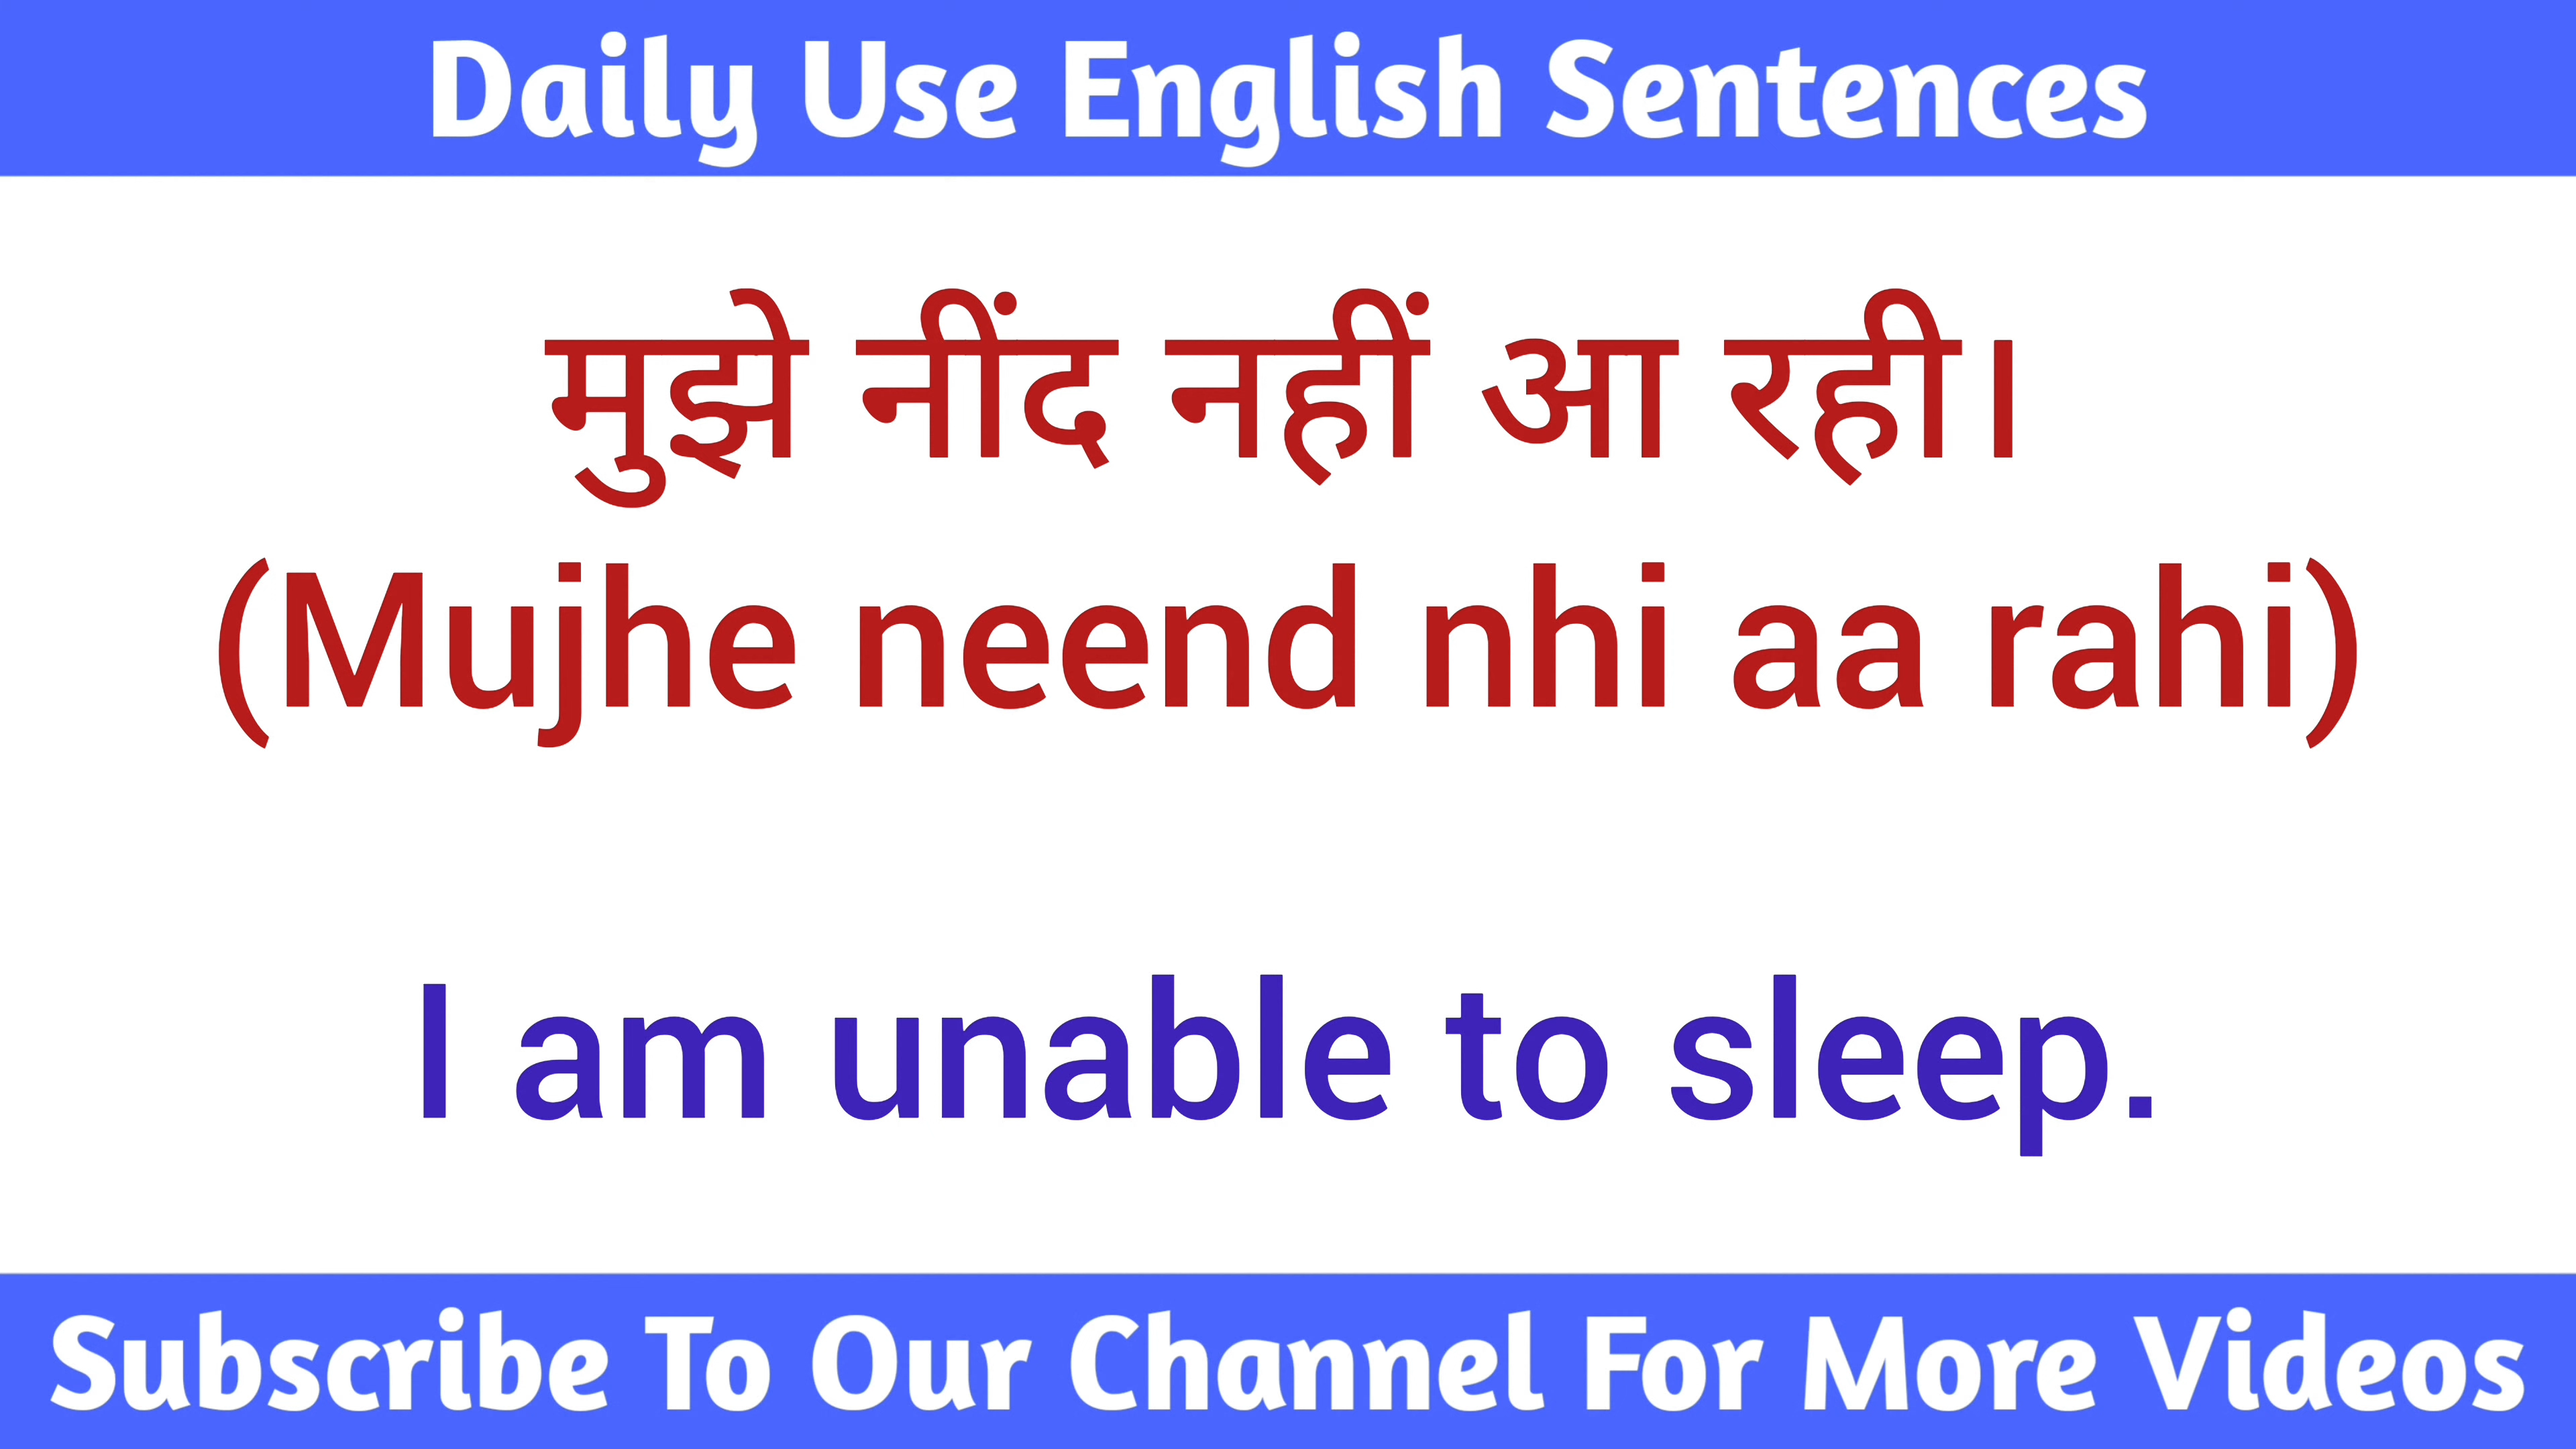 Daily Use English Sentences
मुझे नींद नहीं आ रही।
(Mujhe neend nhi aa rahi)
I am unable to sleep.
Subscribe To Our Channel For More Videos